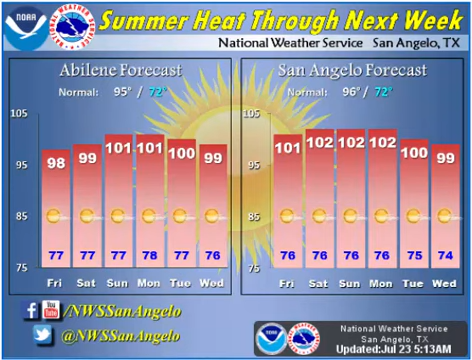 NOAA
Summer Heat Through Next Week
National Weather Service San Angelo, TX
Abilene Forecast
Normal: 95° / 72°
105
95
85
75
98 99 101 101 100 99
77 77 77 78 77 76
Fri Sat Sun Mon Tue Wed
San Angelo Forecast
Normal: 96° / 72°
105
95
85
75
101 102 102 102 100 99
76 76 76 76 75 74
Fri Sat Sun Mon Tue Wed
f You Tube /NWSSanAngelo
@NWSSanAngelo
National Weather Service
San Angelo, TX
Updated:Jul 23 5:13AM